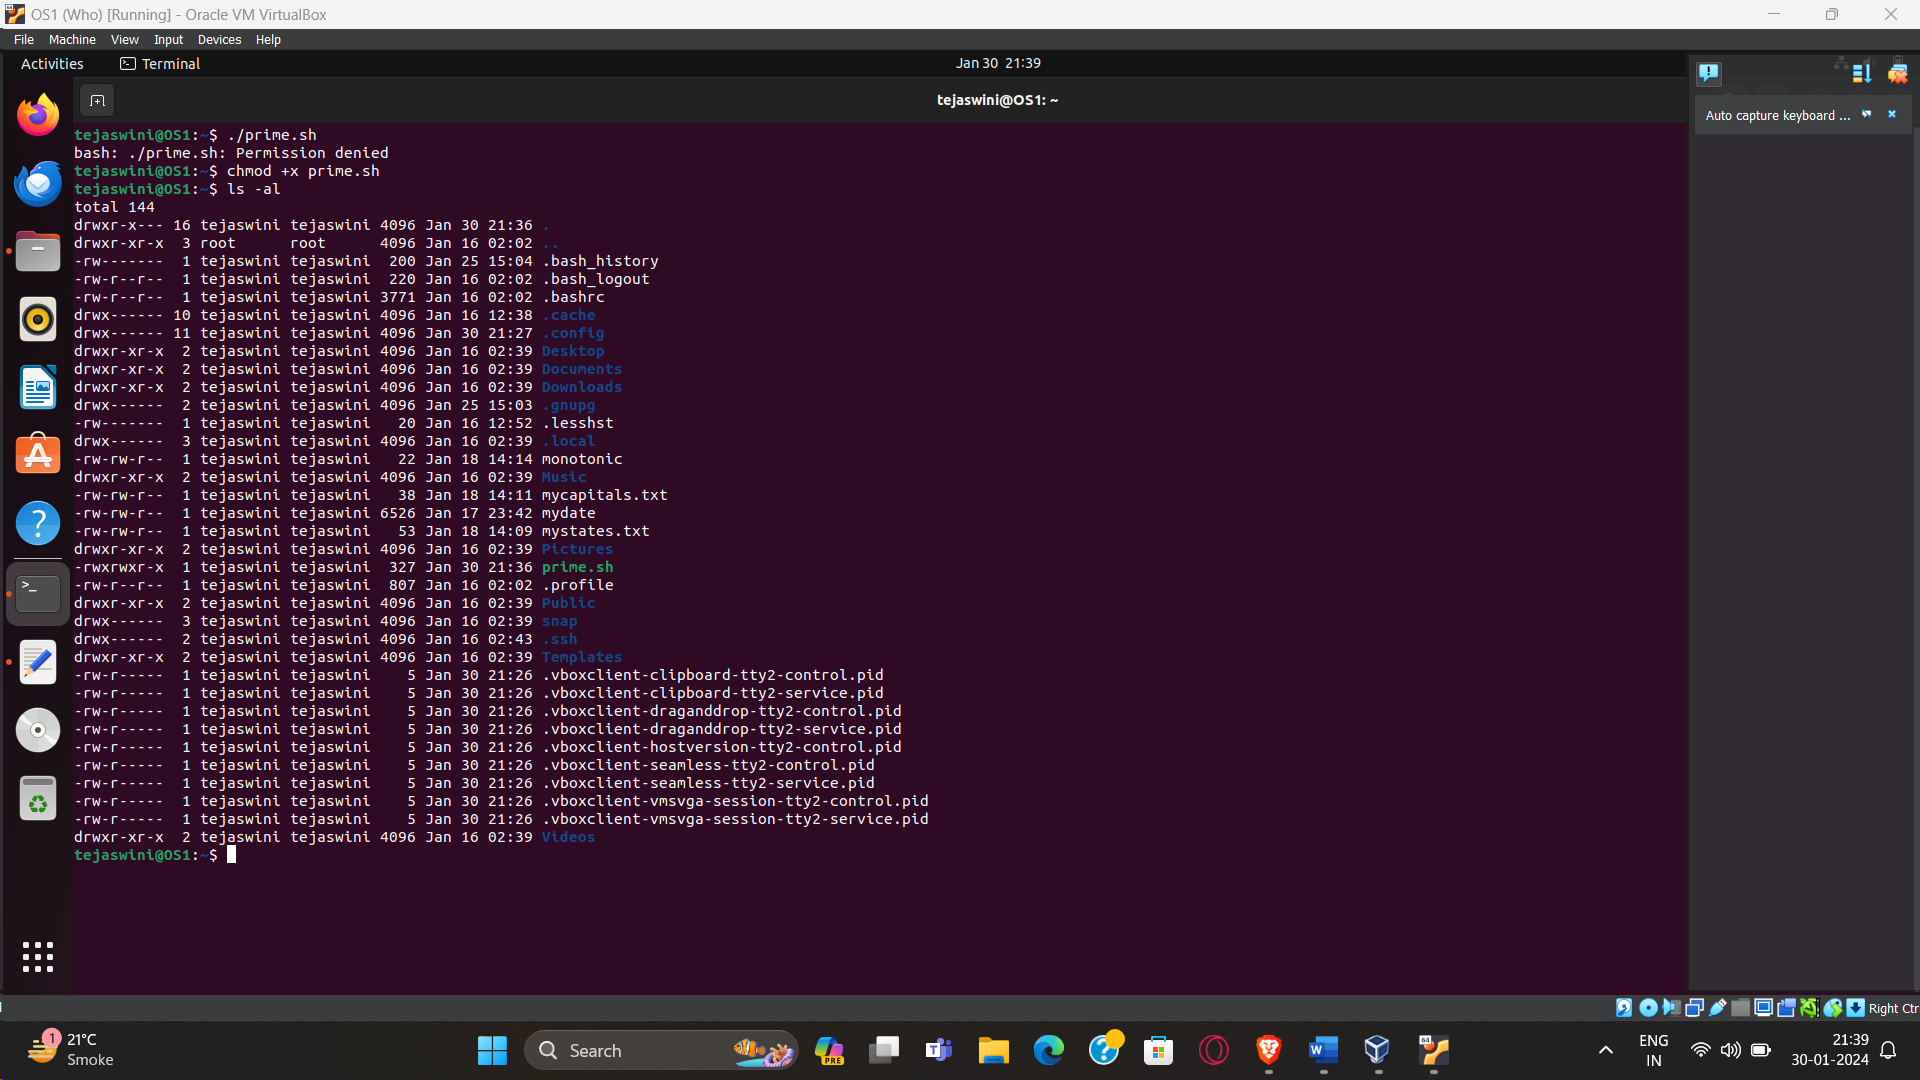 OS1 (Who) [Running] - Oracle VM VirtualBox
File Machine View Input Devices Help
Activities Terminal Jan 30 21:39
tejaswini@OS1: ~
Auto capture keyboard ...
tejaswini@OS1:~$ ./prime.sh
bash: ./prime.sh: Permission denied
tejaswini@OS1:~$ chmod +x prime.sh
tejaswini@OS1:~$ ls -al
total 144
drwxr-x--- 16 tejaswini tejaswini 4096 Jan 30 21:36 .
drwxr-xr-x  3 root      root      4096 Jan 16 02:02 ..
-rw-------  1 tejaswini tejaswini  200 Jan 25 15:04 .bash_history
-rw-r--r--  1 tejaswini tejaswini  220 Jan 16 02:02 .bash_logout
-rw-r--r--  1 tejaswini tejaswini 3771 Jan 16 02:02 .bashrc
drwx------ 10 tejaswini tejaswini 4096 Jan 16 12:38 .cache
drwx------ 11 tejaswini tejaswini 4096 Jan 30 21:27 .config
drwxr-xr-x  2 tejaswini tejaswini 4096 Jan 16 02:39 Desktop
drwxr-xr-x  2 tejaswini tejaswini 4096 Jan 16 02:39 Documents
drwxr-xr-x  2 tejaswini tejaswini 4096 Jan 16 02:39 Downloads
drwx------  2 tejaswini tejaswini 4096 Jan 25 15:03 .gnupg
-rw-------  1 tejaswini tejaswini   20 Jan 16 12:52 .lesshst
drwx------  3 tejaswini tejaswini 4096 Jan 16 02:39 .local
-rw-rw-r--  1 tejaswini tejaswini   22 Jan 18 14:14 monotonic
drwxr-xr-x  2 tejaswini tejaswini 4096 Jan 16 02:39 Music
-rw-rw-r--  1 tejaswini tejaswini   38 Jan 18 14:11 mycapitals.txt
-rw-rw-r--  1 tejaswini tejaswini 6526 Jan 17 23:42 mydate
-rw-rw-r--  1 tejaswini tejaswini   53 Jan 18 14:09 mystates.txt
drwxr-xr-x  2 tejaswini tejaswini 4096 Jan 16 02:39 Pictures
-rwxrwxr-x  1 tejaswini tejaswini  327 Jan 30 21:36 prime.sh
-rw-r--r--  1 tejaswini tejaswini  807 Jan 16 02:02 .profile
drwxr-xr-x  2 tejaswini tejaswini 4096 Jan 16 02:39 Public
drwx------  3 tejaswini tejaswini 4096 Jan 16 02:39 snap
drwx------  2 tejaswini tejaswini 4096 Jan 16 02:43 .ssh
drwxr-xr-x  2 tejaswini tejaswini 4096 Jan 16 02:39 Templates
-rw-r-----  1 tejaswini tejaswini    5 Jan 30 21:26 .vboxclient-clipboard-tty2-control.pid
-rw-r-----  1 tejaswini tejaswini    5 Jan 30 21:26 .vboxclient-clipboard-tty2-service.pid
-rw-r-----  1 tejaswini tejaswini    5 Jan 30 21:26 .vboxclient-draganddrop-tty2-control.pid
-rw-r-----  1 tejaswini tejaswini    5 Jan 30 21:26 .vboxclient-draganddrop-tty2-service.pid
-rw-r-----  1 tejaswini tejaswini    5 Jan 30 21:26 .vboxclient-hostversion-tty2-control.pid
-rw-r-----  1 tejaswini tejaswini    5 Jan 30 21:26 .vboxclient-seamless-tty2-control.pid
-rw-r-----  1 tejaswini tejaswini    5 Jan 30 21:26 .vboxclient-seamless-tty2-service.pid
-rw-r-----  1 tejaswini tejaswini    5 Jan 30 21:26 .vboxclient-vmsvga-session-tty2-control.pid
-rw-r-----  1 tejaswini tejaswini    5 Jan 30 21:26 .vboxclient-vmsvga-session-tty2-service.pid
drwxr-xr-x  2 tejaswini tejaswini 4096 Jan 16 02:39 Videos
tejaswini@OS1:~$
Right Ctr
1 21°C
Smoke
Search
PRE
64
ENG
IN
21:39
30-01-2024